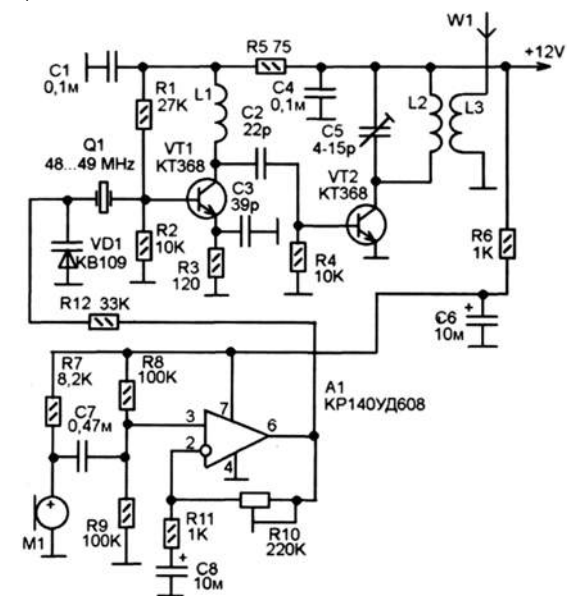 W1
R5 75
+12V
C1
0,1м
R1
27K
L1
C2
22p
C4
0,1м
C5
4-15p
L2
L3
Q1
48...49 MHz
VT1
КТ368
C3
39p
VT2
КТ368
VD1
КВ109
R2
10K
R3
120
R4
10K
R6
1K
R12 33K
+
C6
10м
R7
8,2K
R8
100K
C7
0,47м
A1
КР140УД608
3
7
6
2
4
+
M1
R9
100K
R11
1K
R10
220K
+
C8
10м